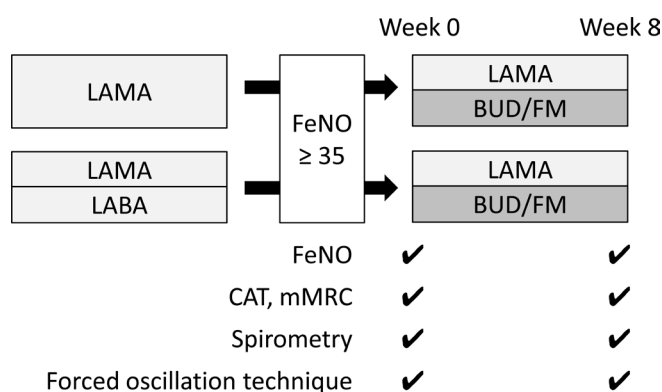 Week 0 Week 8
LAMA
FeNO
≥ 35
LAMA
BUD/FM
LAMA
LABA
LAMA
BUD/FM
FeNO ✔ ✔
CAT, mMRC ✔ ✔
Spirometry ✔ ✔
Forced oscillation technique ✔ ✔